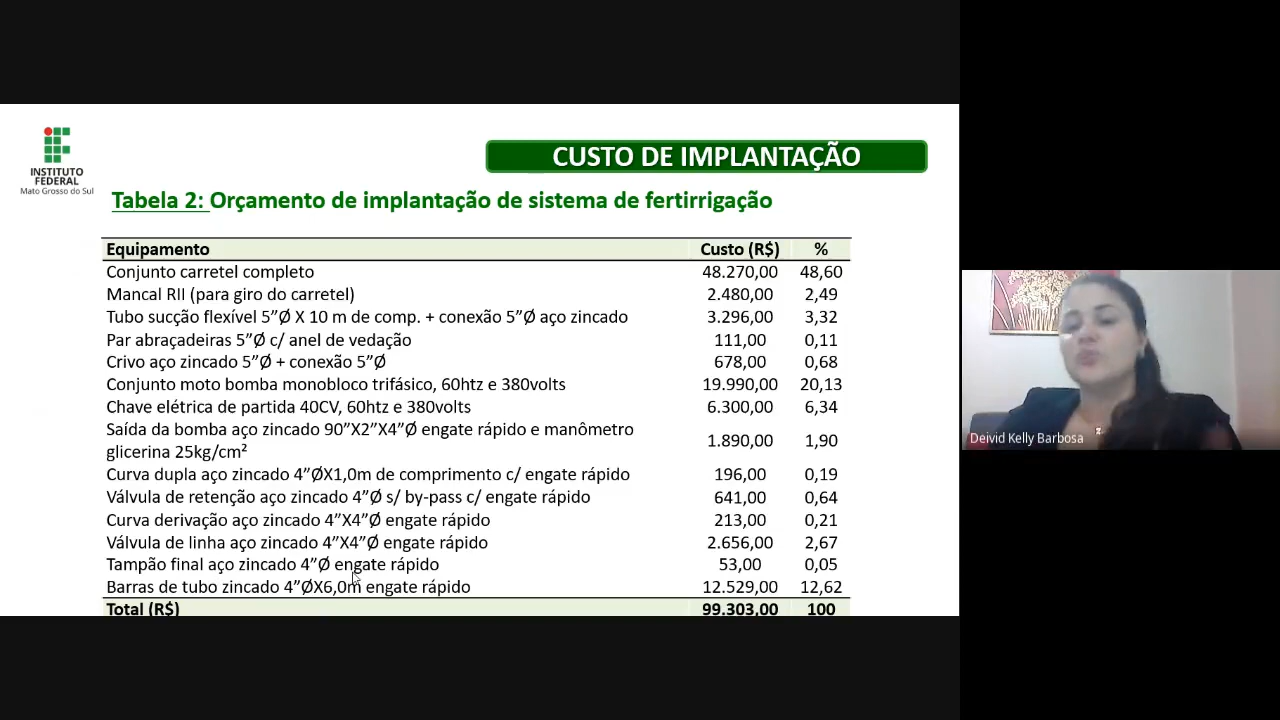 INSTITUTO
FEDERAL
Mato Grosso do Sul
CUSTO DE IMPLANTAÇÃO
Tabela 2: Orçamento de implantação de sistema de fertirrigação
Equipamento Custo (R$) %
Conjunto carretel completo 48.270,00 48,60
Mancal RII (para giro do carretel) 2.480,00 2,49
Tubo sucção flexível 5”Ø X 10 m de comp. + conexão 5”Ø aço zincado 3.296,00 3,32
Par abraçadeiras 5”Ø c/ anel de vedação 111,00 0,11
Crivo aço zincado 5”Ø + conexão 5”Ø 678,00 0,68
Conjunto moto bomba monobloco trifásico, 60htz e 380volts 19.990,00 20,13
Chave elétrica de partida 40CV, 60htz e 380volts 6.300,00 6,34
Saída da bomba aço zincado 90”X2”X4”Ø engate rápido e manômetro
glicerina 25kg/cm² 1.890,00 1,90
Curva dupla aço zincado 4”ØX1,0m de comprimento c/ engate rápido 196,00 0,19
Válvula de retenção aço zincado 4”Ø s/ by-pass c/ engate rápido 641,00 0,64
Curva derivação aço zincado 4”X4”Ø engate rápido 213,00 0,21
Válvula de linha aço zincado 4”X4”Ø engate rápido 2.656,00 2,67
Tampão final aço zincado 4”Ø engate rápido 53,00 0,05
Barras de tubo zincado 4”ØX6,0m engate rápido 12.529,00 12,62
Total (R$) 99.303,00 100
Deivid Kelly Barbosa